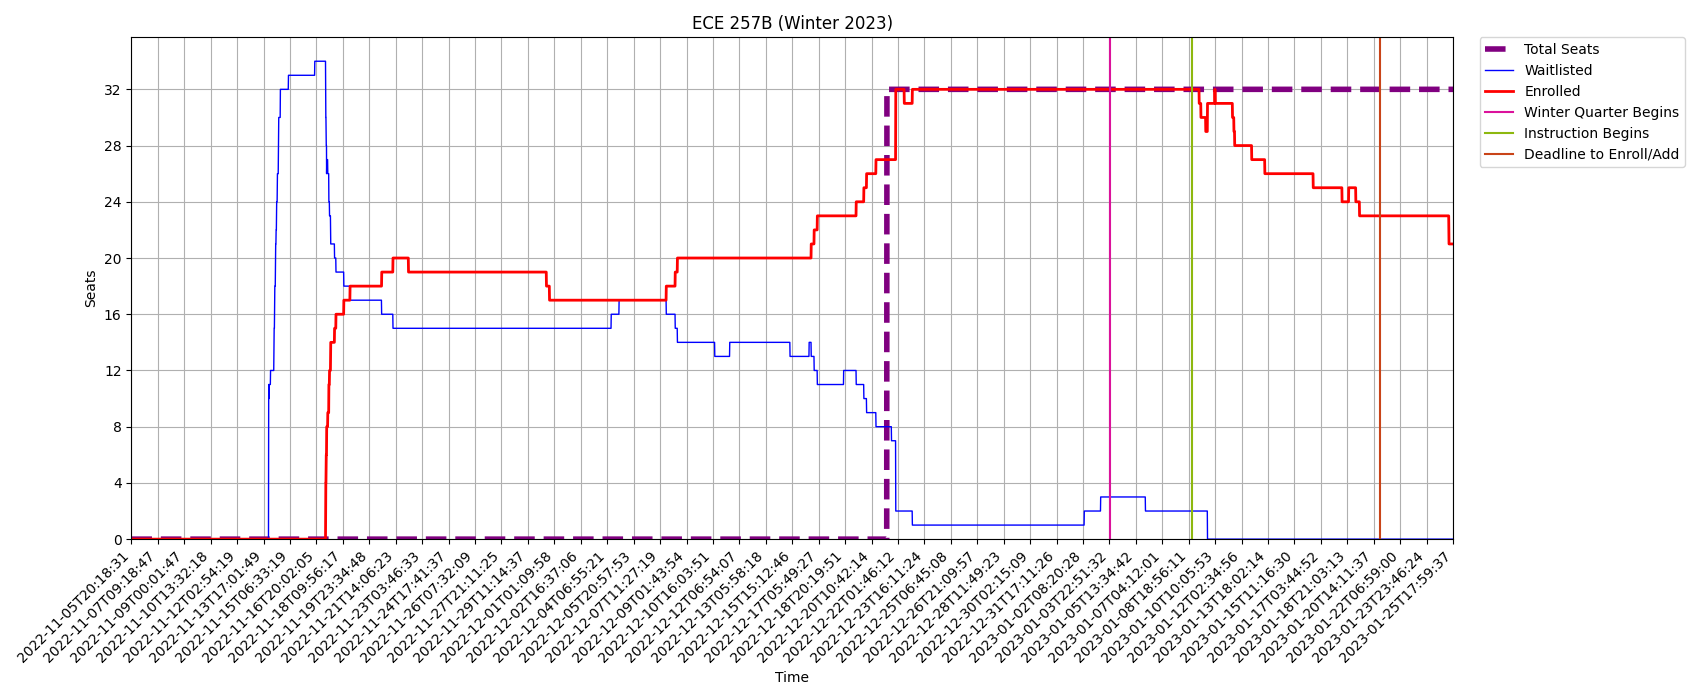 ECE 257B (Winter 2023)
Total Seats
Waitlisted
Enrolled
Winter Quarter Begins
Instruction Begins
Deadline to Enroll/Add
Seats
32
28
24
20
16
12
8
4
0
2022-11-05T20:18:31
2022-11-07T09:18:47
2022-11-09T00:01:47
2022-11-10T13:32:18
2022-11-12T02:54:19
2022-11-13T17:01:49
2022-11-15T06:33:19
2022-11-16T20:02:05
2022-11-18T09:56:17
2022-11-19T23:34:48
2022-11-21T14:06:23
2022-11-23T03:46:33
2022-11-24T17:41:37
2022-11-26T07:32:09
2022-11-27T21:11:25
2022-11-29T11:14:37
2022-12-01T01:09:58
2022-12-02T16:37:06
2022-12-04T06:55:21
2022-12-05T20:57:53
2022-12-07T11:27:19
2022-12-09T01:43:54
2022-12-10T16:03:51
2022-12-12T06:54:07
2022-12-13T05:58:18
2022-12-15T15:12:46
2022-12-17T05:49:27
2022-12-18T20:19:51
2022-12-20T10:42:14
2022-12-22T01:46:12
2022-12-23T16:11:24
2022-12-25T06:45:08
2022-12-26T21:09:57
2022-12-28T11:49:23
2022-12-30T02:15:09
2022-12-31T17:11:26
2023-01-02T08:20:28
2023-01-03T22:51:32
2023-01-05T13:34:42
2023-01-07T04:12:01
2023-01-08T18:56:11
2023-01-10T10:05:53
2023-01-12T02:34:56
2023-01-13T18:02:14
2023-01-15T11:16:30
2023-01-17T03:44:52
2023-01-18T21:03:13
2023-01-20T14:11:37
2023-01-22T06:59:00
2023-01-23T23:46:24
2023-01-25T17:59:37
Time